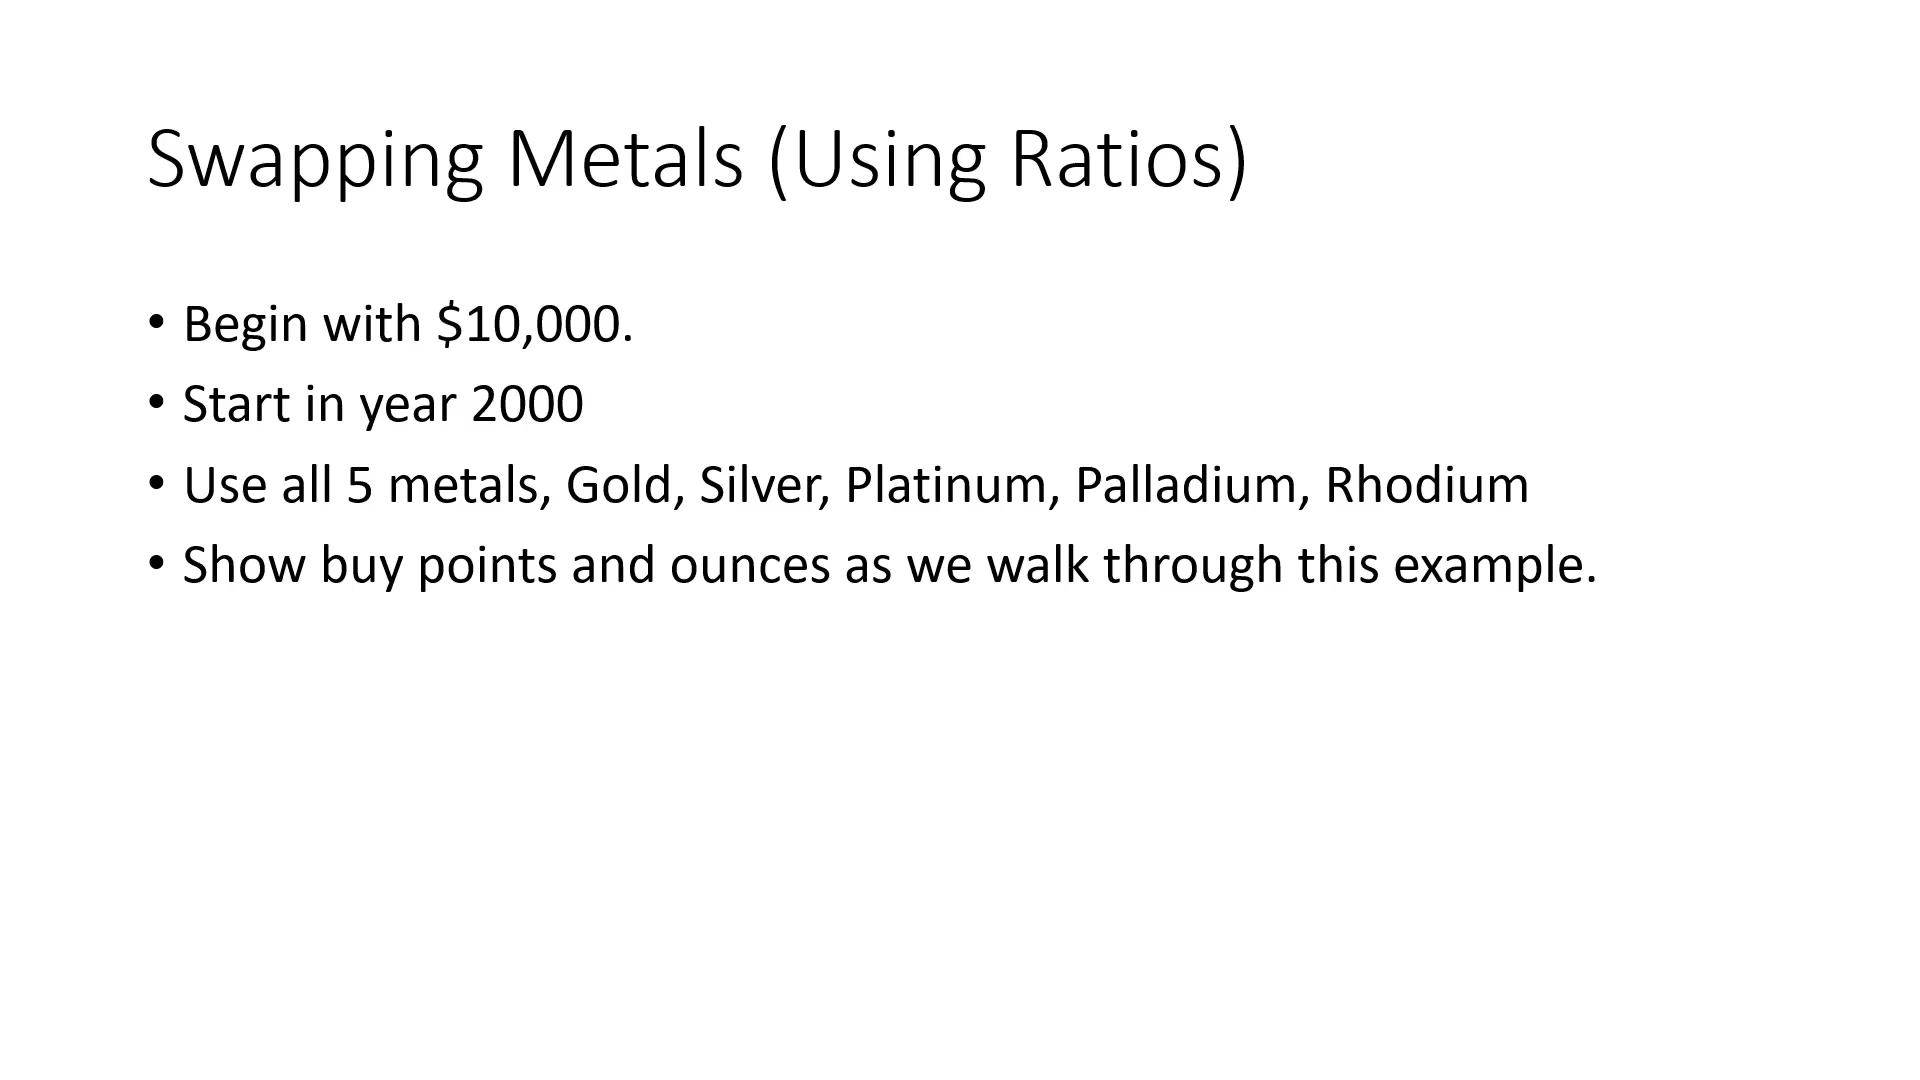 Swapping Metals (Using Ratios)
• Begin with $10,000.
• Start in year 2000
• Use all 5 metals, Gold, Silver, Platinum, Palladium, Rhodium
• Show buy points and ounces as we walk through this example.